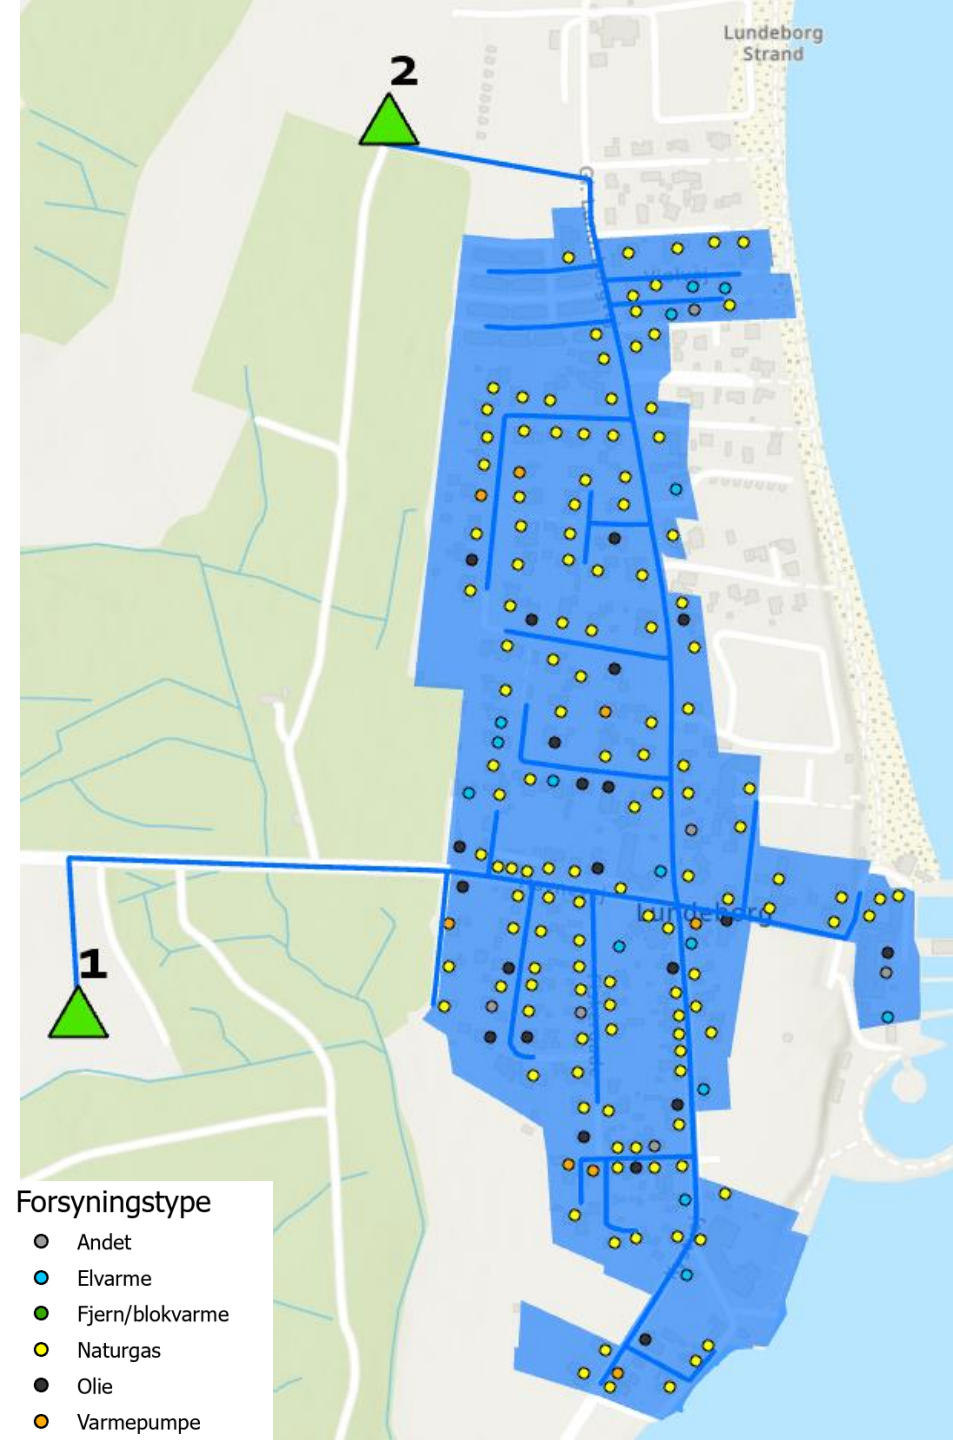 Lundeborg
Strand
2
Lundeborg
1
Forsyningstype
Andet
Elvarme
Fjern/blokvarme
Naturgas
Olie
Varmepumpe